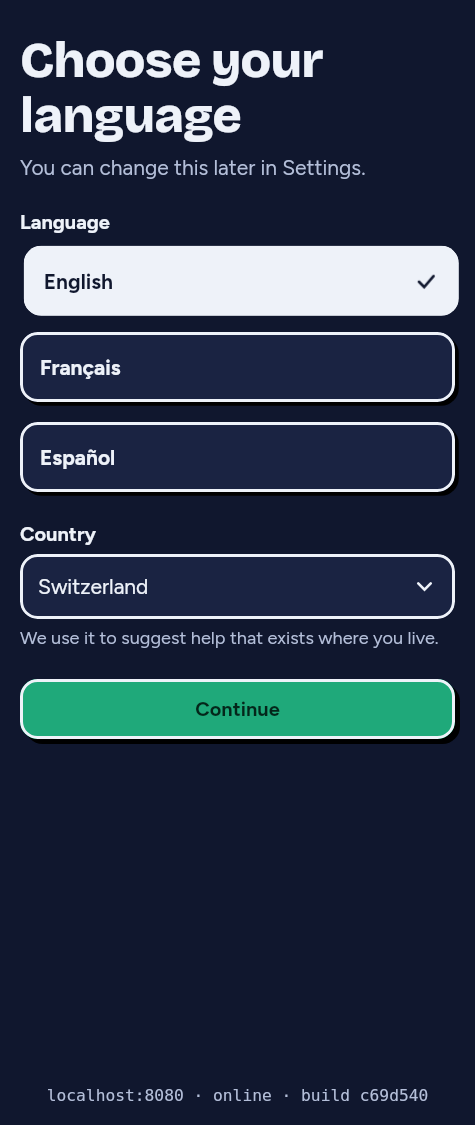 Choose your
language
You can change this later in Settings.
Language
English
Français
Español
Country
Switzerland
We use it to suggest help that exists where you live.
Continue
localhost:8080 · online · build c69d540